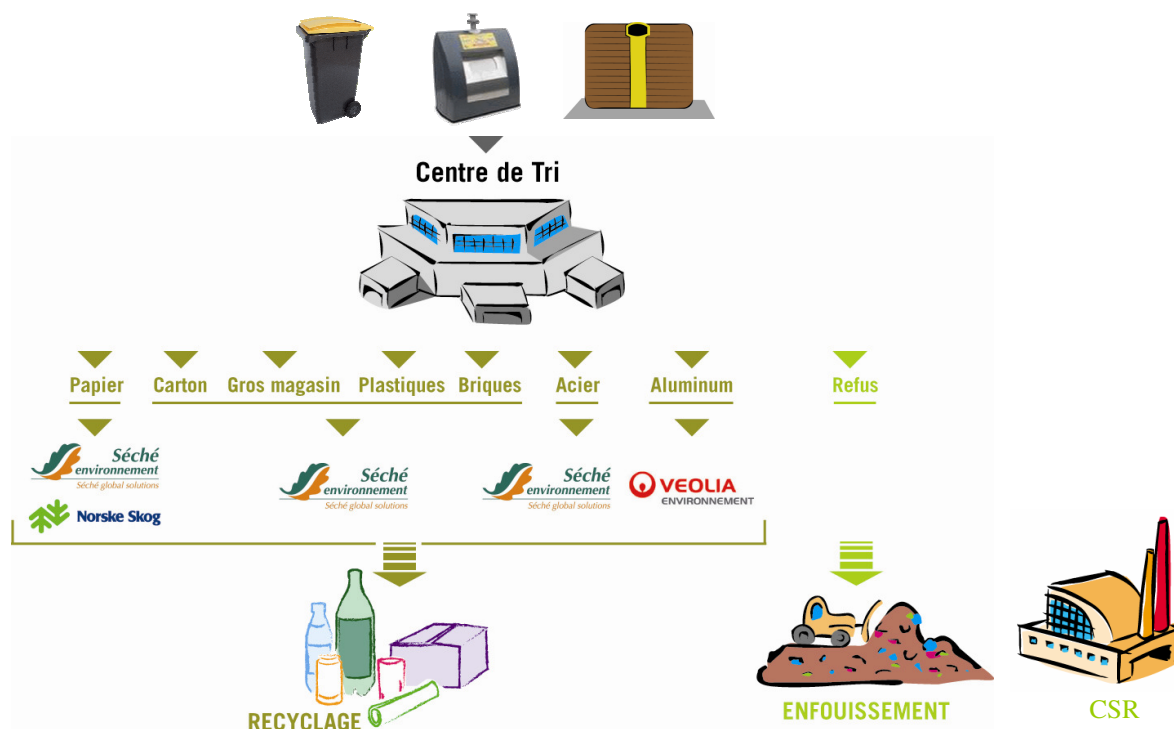 Centre de Tri
Papier Carton Gros magasin Plastiques Briques Acier Aluminum Refus
Séché environnement Séché global solutions
Norske Skog
Séché environnement Séché global solutions
Séché environnement Séché global solutions
VEOLIA ENVIRONNEMENT
RECYCLAGE
ENFOUISSEMENT
CSR